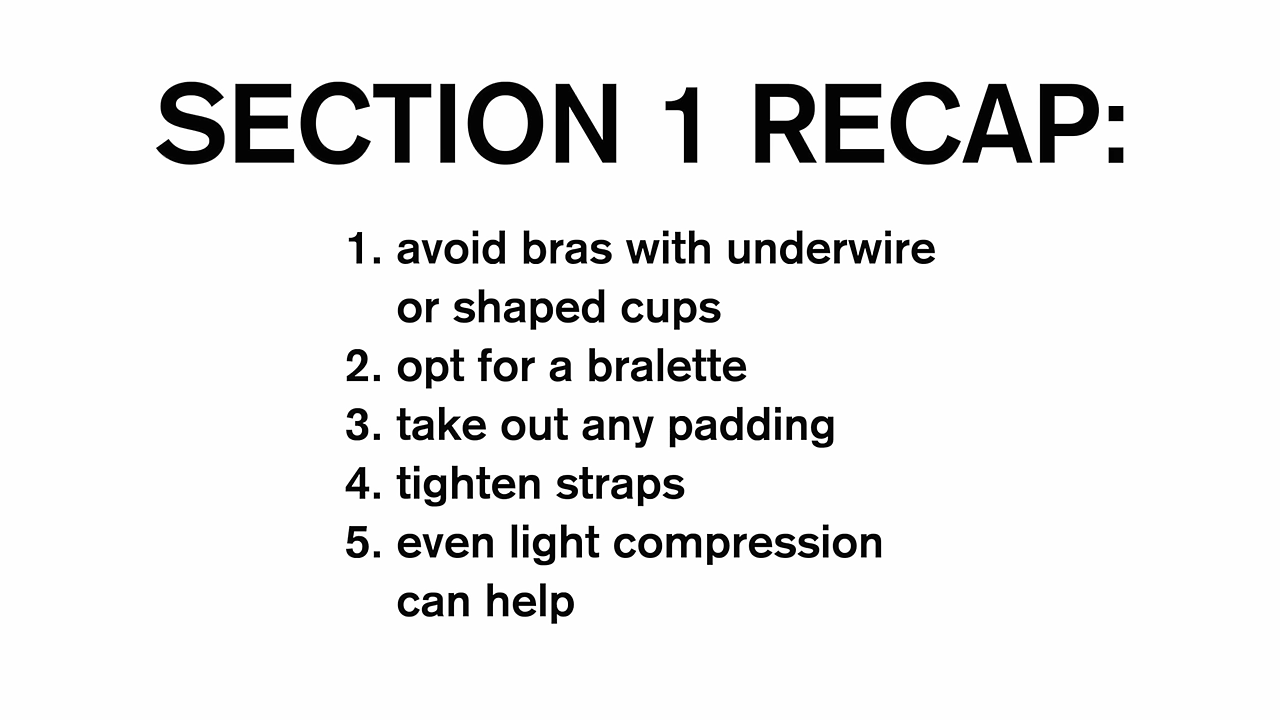 SECTION 1 RECAP:
1. avoid bras with underwire
or shaped cups
2. opt for a bralette
3. take out any padding
4. tighten straps
5. even light compression
can help